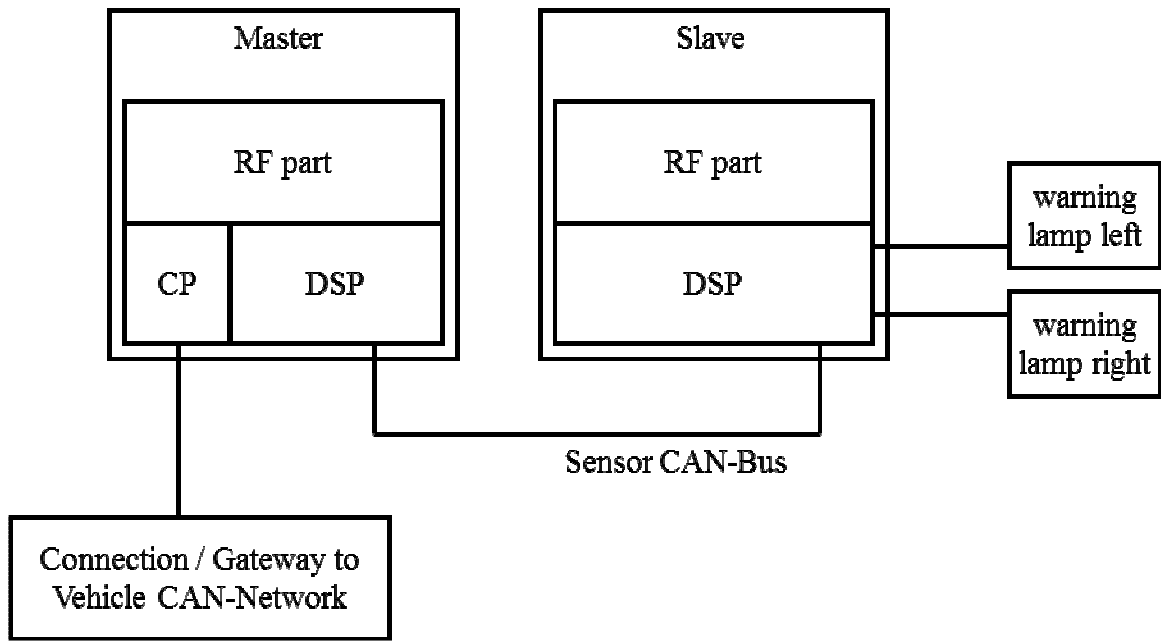 Master
RF part
CP
DSP
Slave
RF part
DSP
warning
lamp left
warning
lamp right
Sensor CAN-Bus
Connection / Gateway to
Vehicle CAN-Network